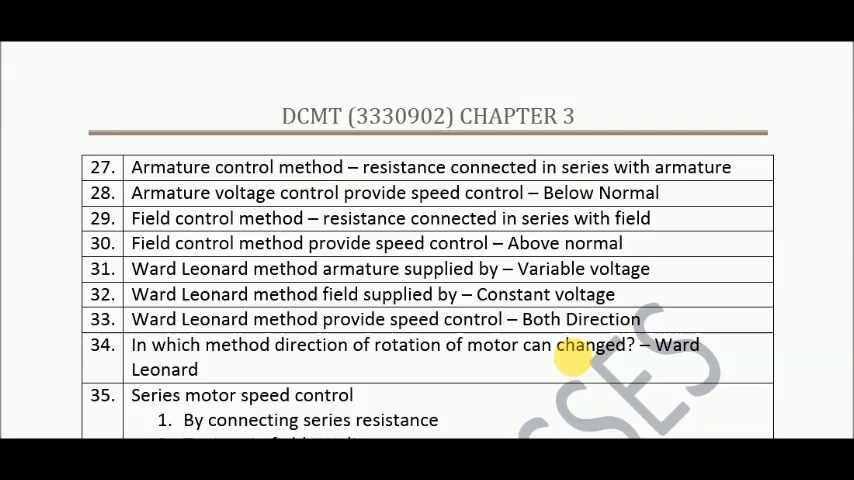 DCMT (3330902) CHAPTER 3
27. Armature control method – resistance connected in series with armature
28. Armature voltage control provide speed control – Below Normal
29. Field control method – resistance connected in series with field
30. Field control method provide speed control – Above normal
31. Ward Leonard method armature supplied by – Variable voltage
32. Ward Leonard method field supplied by – Constant voltage
33. Ward Leonard method provide speed control – Both Direction
34. In which method direction of rotation of motor can changed? – Ward
Leonard
35. Series motor speed control
1. By connecting series resistance
SSES